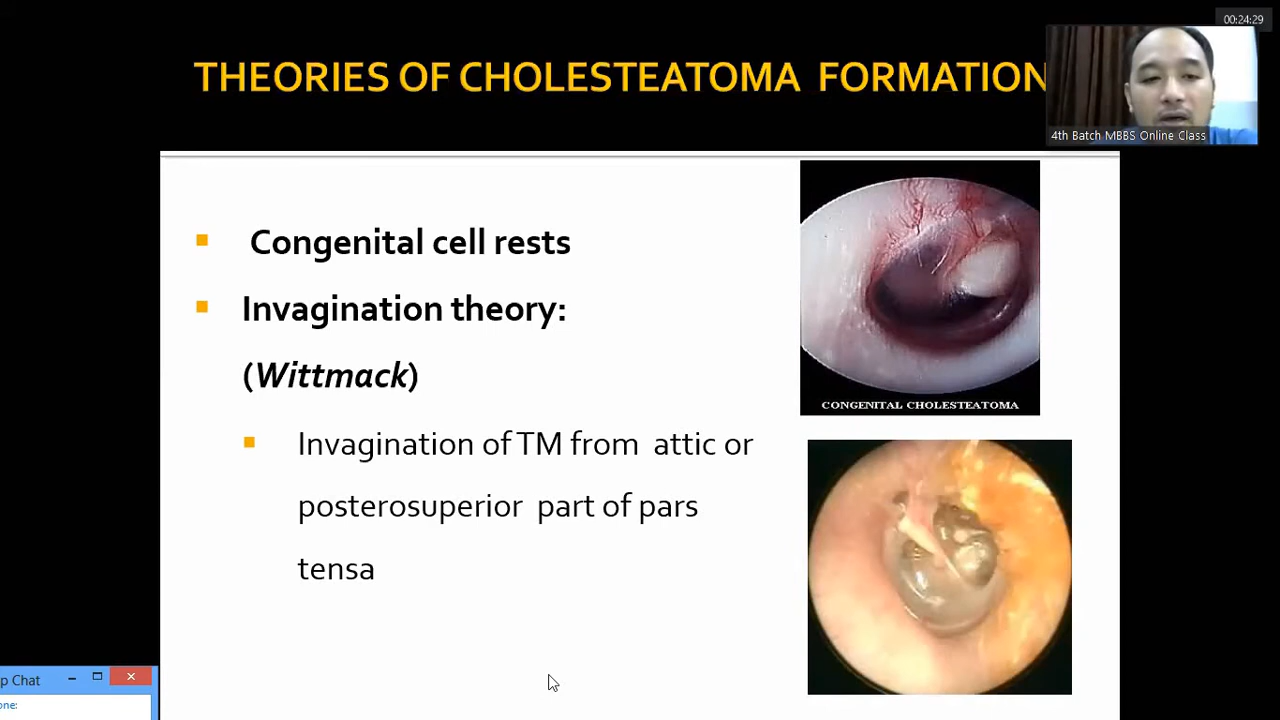 00:24:29
THEORIES OF CHOLESTEATOMA FORMATION
4th Batch MBBS Online Class
Congenital cell rests
Invagination theory:
(Wittmack)
Invagination of TM from attic or
posterosuperior part of pars
tensa
CONGENITAL CHOLESTEATOMA
p Chat
one: